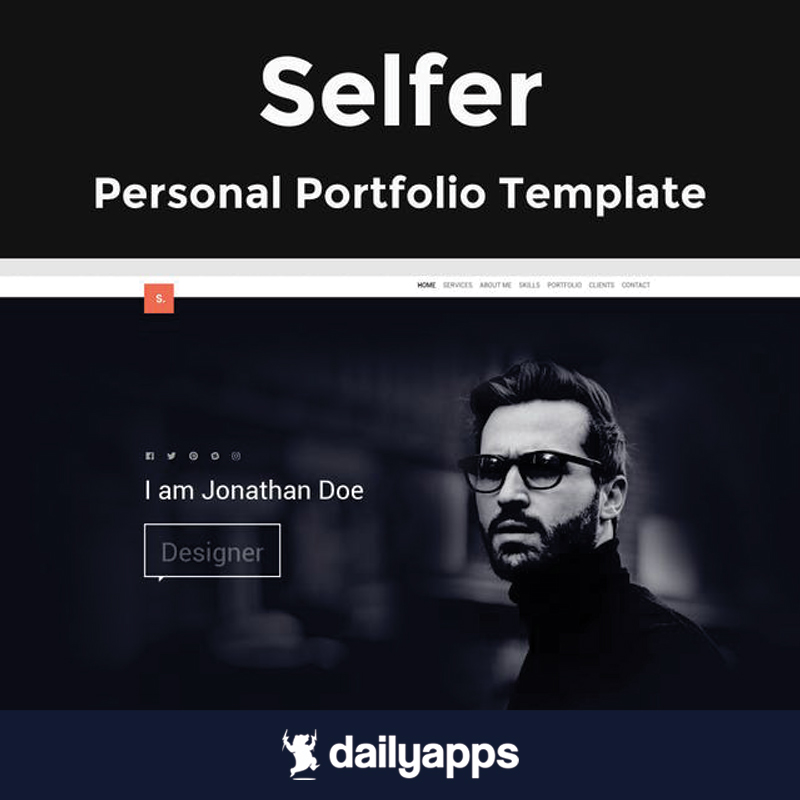 Selfer
Personal Portfolio Template
S.
HOME SERVICES ABOUT ME SKILLS PORTFOLIO CLIENTS CONTACT
I am Jonathan Doe
Designer
dailyapps